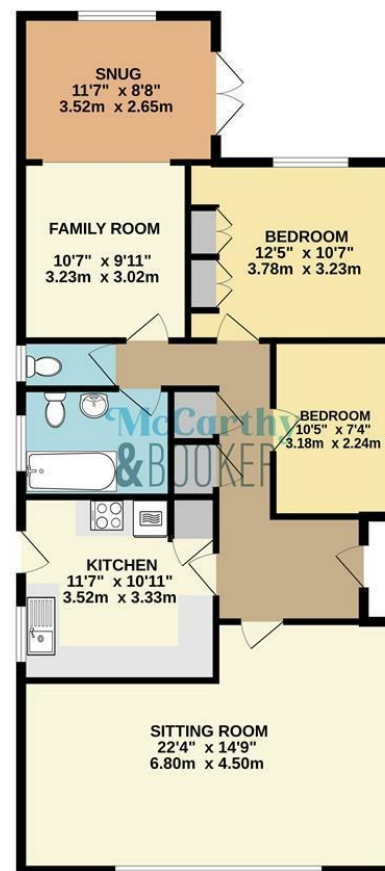 SNUG
11'7" x 8'8"
3.52m x 2.65m
FAMILY ROOM
10'7" x 9'11"
3.23m x 3.02m
BEDROOM
12'5" x 10'7"
3.78m x 3.23m
BEDROOM
10'5" x 7'4"
3.18m x 2.24m
McCarthy
&BOOKER
KITCHEN
11'7" x 10'11"
3.52m x 3.33m
SITTING ROOM
22'4" x 14'9"
6.80m x 4.50m